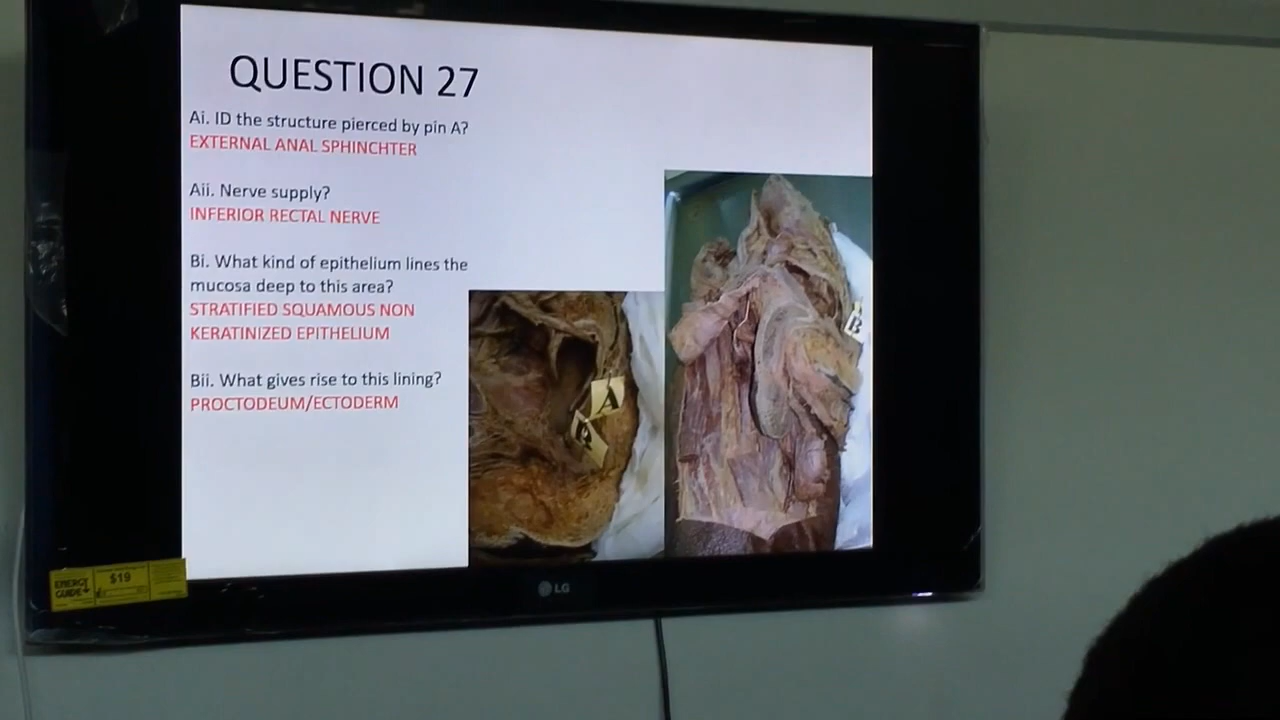 QUESTION 27
Ai. ID the structure pierced by pin A?
EXTERNAL ANAL SPHINCHTER
Aii. Nerve supply?
INFERIOR RECTAL NERVE
Bi. What kind of epithelium lines the
mucosa deep to this area?
STRATIFIED SQUAMOUS NON
KERATINIZED EPITHELIUM
Bii. What gives rise to this lining?
PROCTODEUM/ECTODERM
A
B
ENERGY
GUIDE
$19
LG